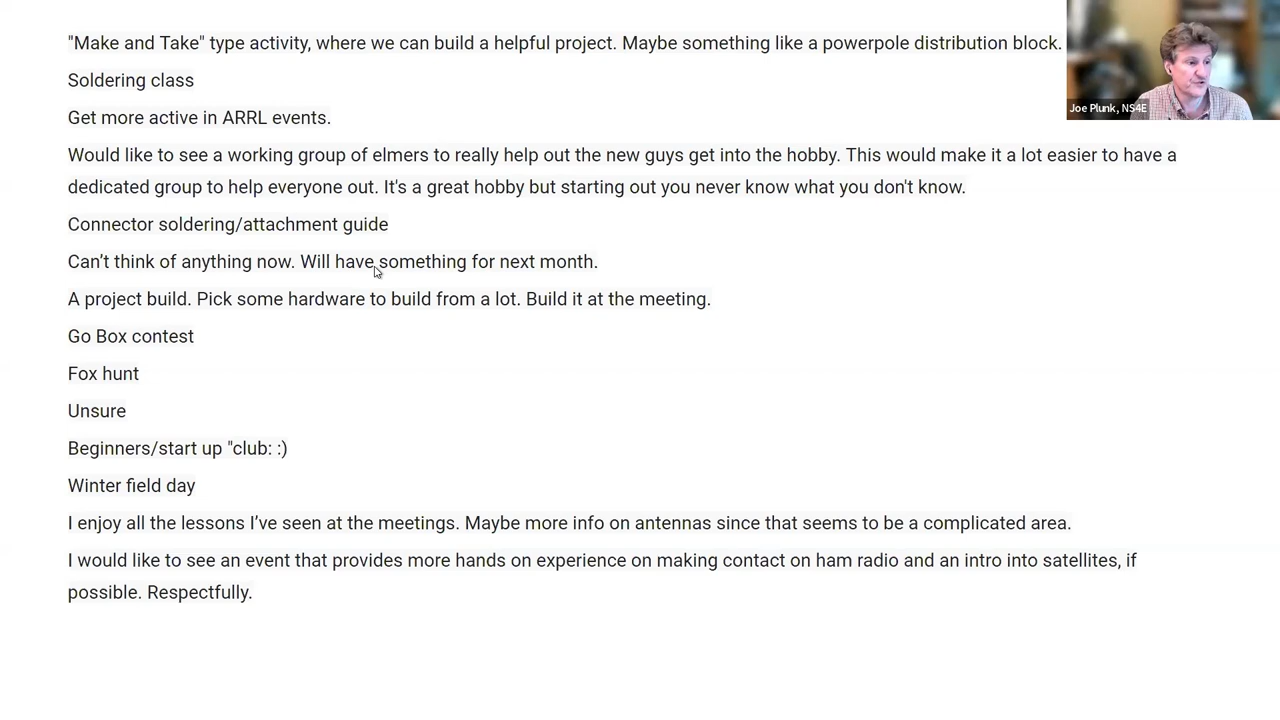 "Make and Take" type activity, where we can build a helpful project. Maybe something like a powerpole distribution block.
Joe Plunk, NS4E
Soldering class
Get more active in ARRL events.
Would like to see a working group of elmers to really help out the new guys get into the hobby. This would make it a lot easier to have a
dedicated group to help everyone out. It's a great hobby but starting out you never know what you don't know.
Connector soldering/attachment guide
Can’t think of anything now. Will have something for next month.
A project build. Pick some hardware to build from a lot. Build it at the meeting.
Go Box contest
Fox hunt
Unsure
Beginners/start up "club: :)
Winter field day
I enjoy all the lessons I’ve seen at the meetings. Maybe more info on antennas since that seems to be a complicated area.
I would like to see an event that provides more hands on experience on making contact on ham radio and an intro into satellites, if
possible. Respectfully.